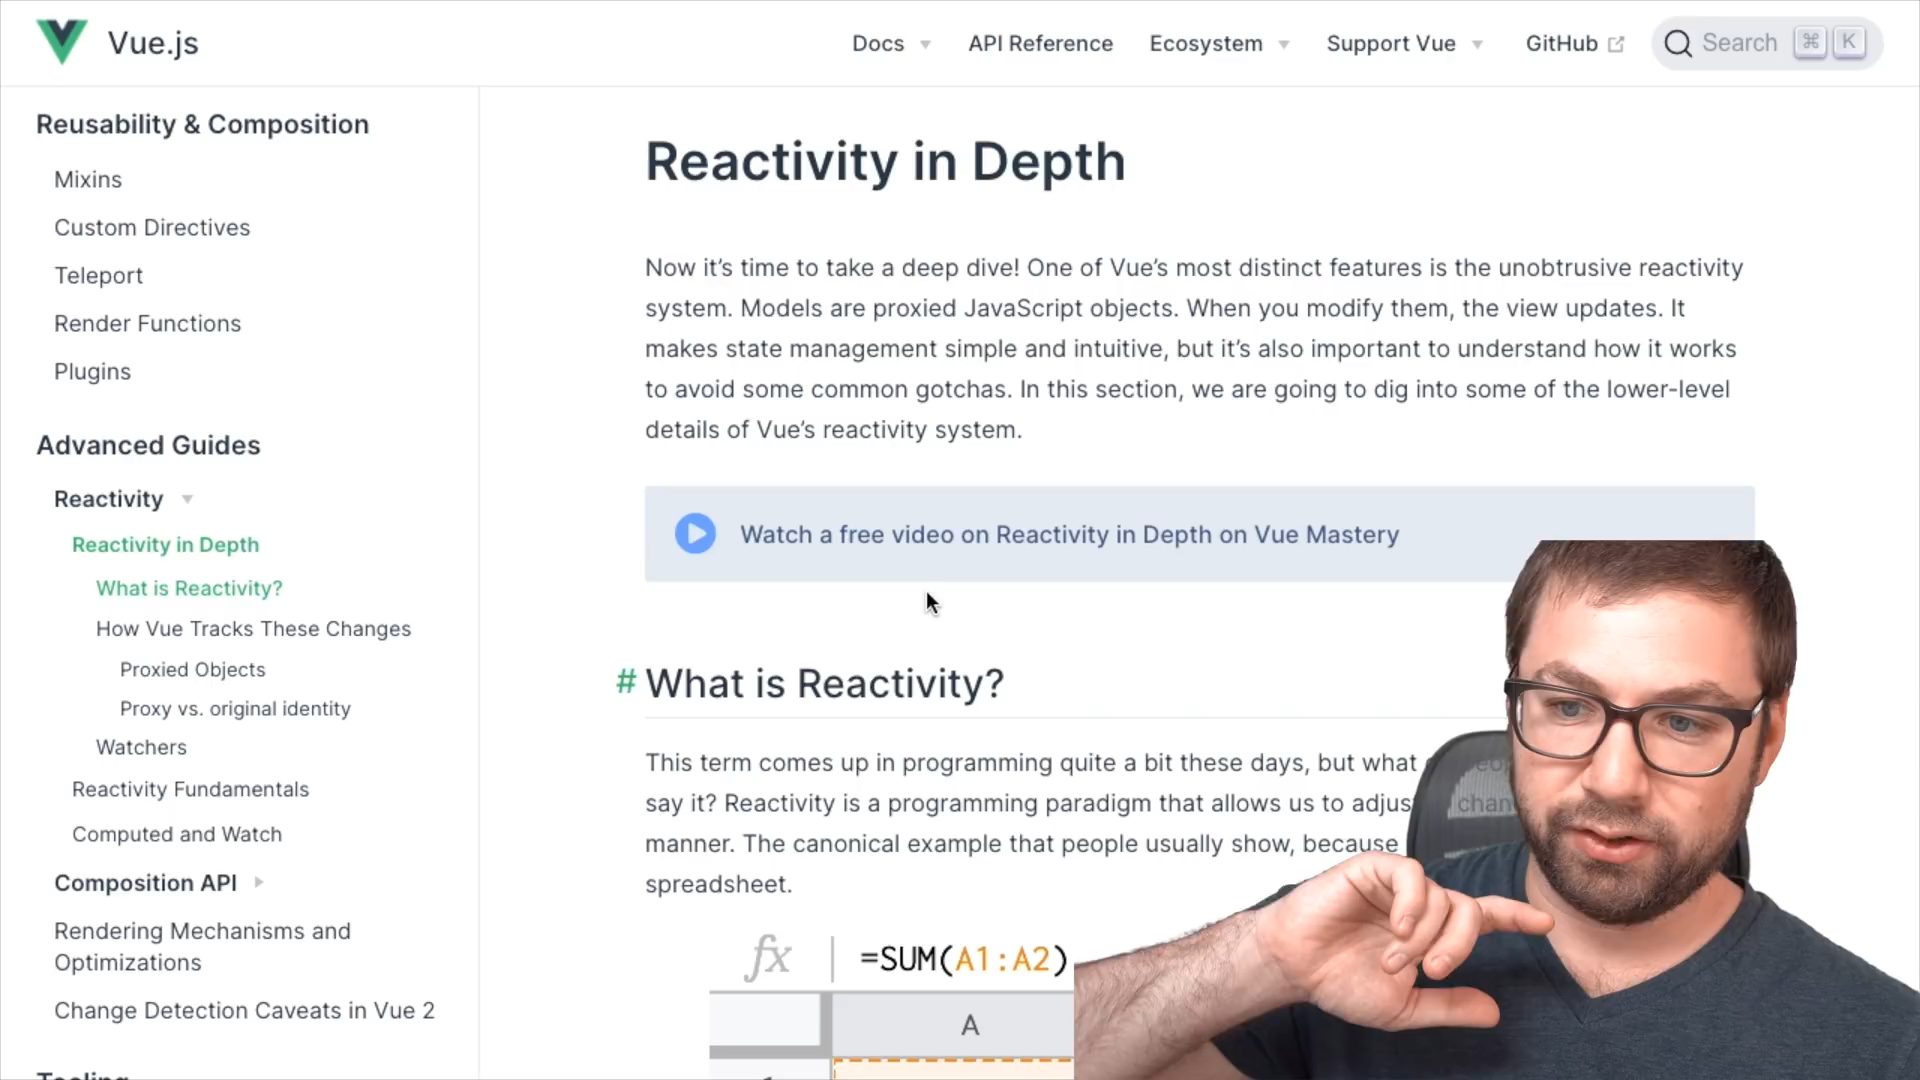 Vue.js
Docs
API Reference
Ecosystem
Support Vue
GitHub
Search
⌘
K
Reusability & Composition
Mixins
Custom Directives
Teleport
Render Functions
Plugins
Advanced Guides
Reactivity
Reactivity in Depth
What is Reactivity?
How Vue Tracks These Changes
Proxied Objects
Proxy vs. original identity
Watchers
Reactivity Fundamentals
Computed and Watch
Composition API
Rendering Mechanisms and
Optimizations
Change Detection Caveats in Vue 2
Tooling
Reactivity in Depth
Now it’s time to take a deep dive! One of Vue’s most distinct features is the unobtrusive reactivity
system. Models are proxied JavaScript objects. When you modify them, the view updates. It
makes state management simple and intuitive, but it’s also important to understand how it works
to avoid some common gotchas. In this section, we are going to dig into some of the lower-level
details of Vue’s reactivity system.
Watch a free video on Reactivity in Depth on Vue Mastery
# What is Reactivity?
This term comes up in programming quite a bit these days, but what
say it? Reactivity is a programming paradigm that allows us to
manner. The canonical example that people usually show, because
spreadsheet.
fx
=SUM(A1:A2)
A